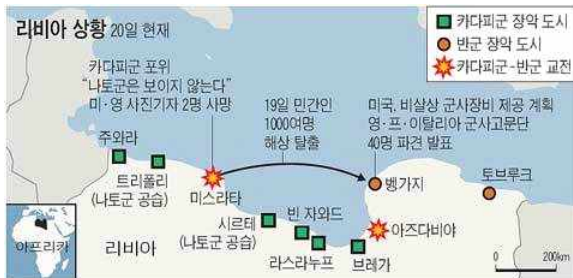 리비아 상황 20일 현재
카다피군 장악 도시
반군 장악 도시
카다피군-반군 교전
카다피군 포위
“나토군은 보이지 않는다”
미·영 사진기자 2명 사망
19일 민간인
1000여명
해상 탈출
미국, 비살상 군사장비 제공 계획
영·프·이탈리아 군사고문단
40명 파견 발표
주와라
트리폴리
(나토군 공습)
미스라타
벵가지
토브루크
시르테
(나토군 공습)
빈 자와드
아즈다비야
라스라누프
브레가
리비아
아프리카
0 200km